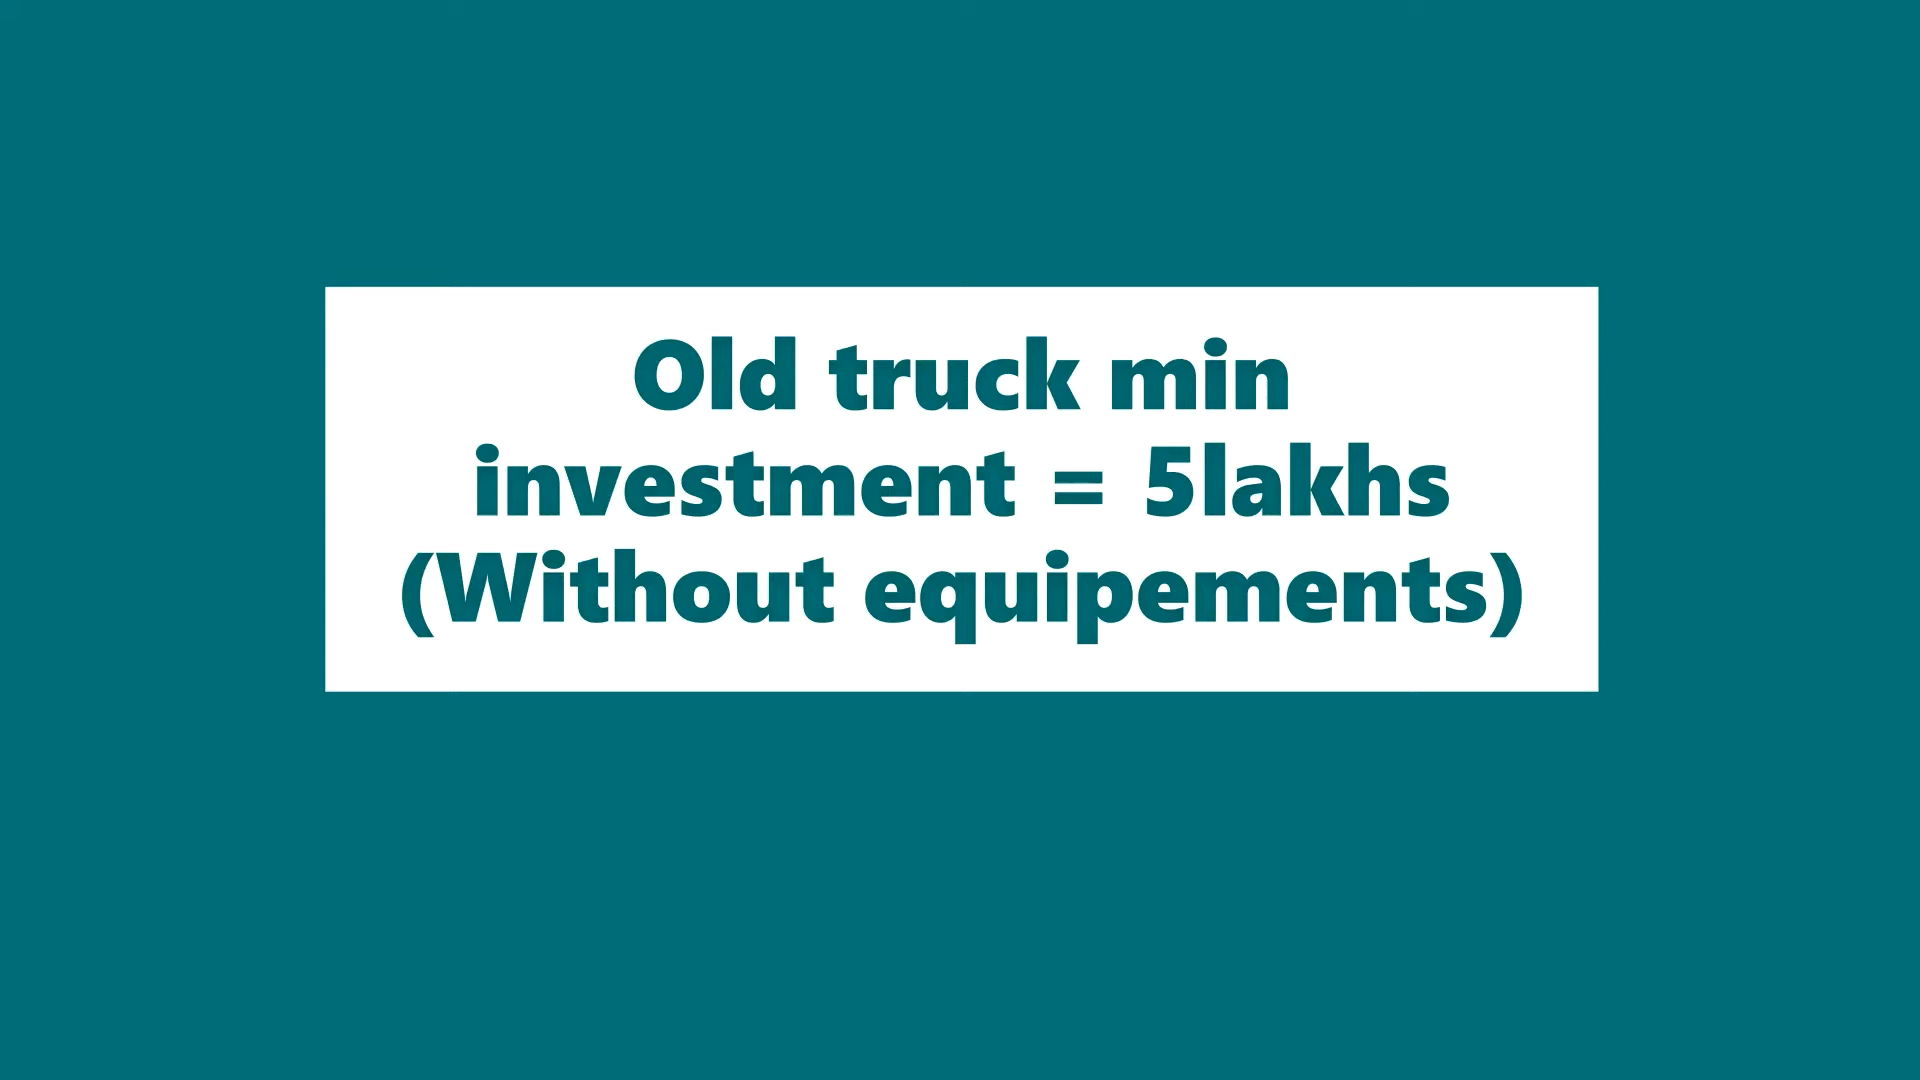 Old truck min
investment = 5lakhs
(Without equipements)